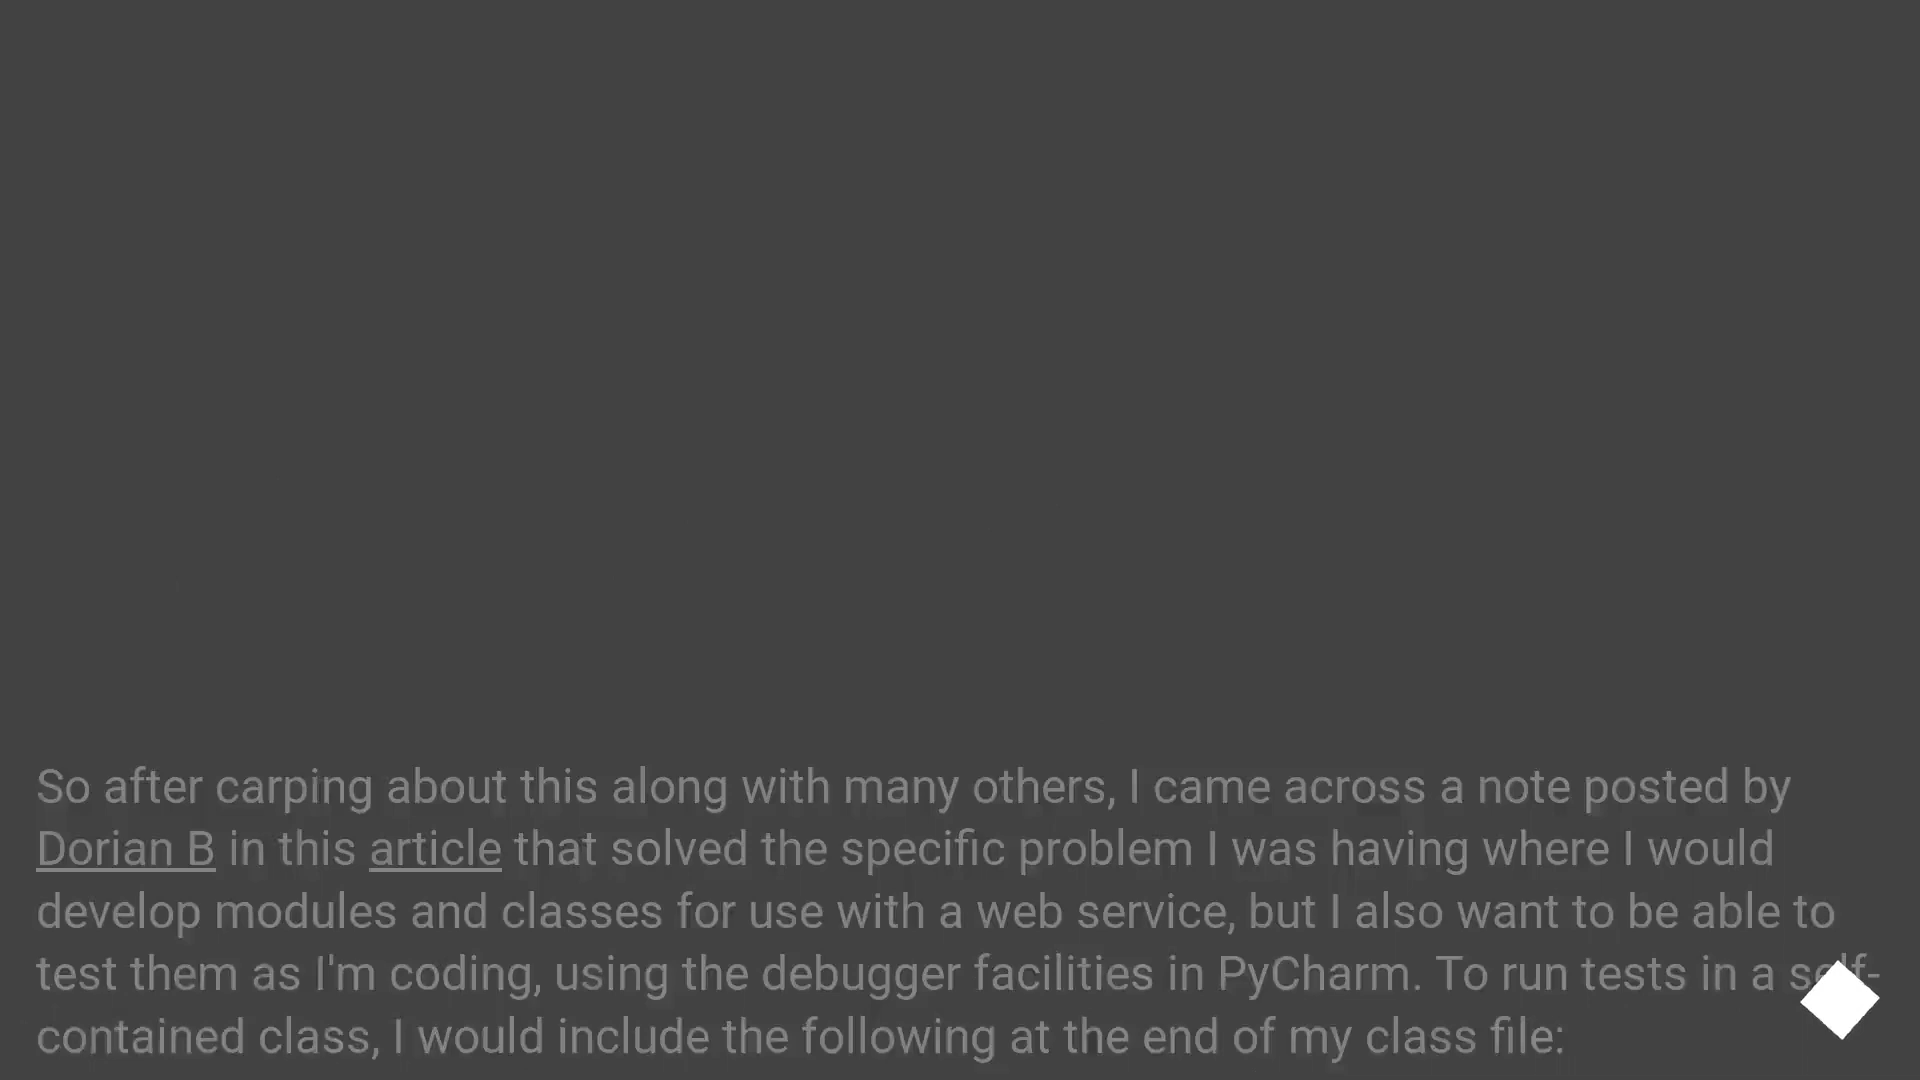 So after carping about this along with many others, I came across a note posted by
Dorian B in this article that solved the specific problem I was having where I would
develop modules and classes for use with a web service, but I also want to be able to
test them as I'm coding, using the debugger facilities in PyCharm. To run tests in a self-
contained class, I would include the following at the end of my class file: